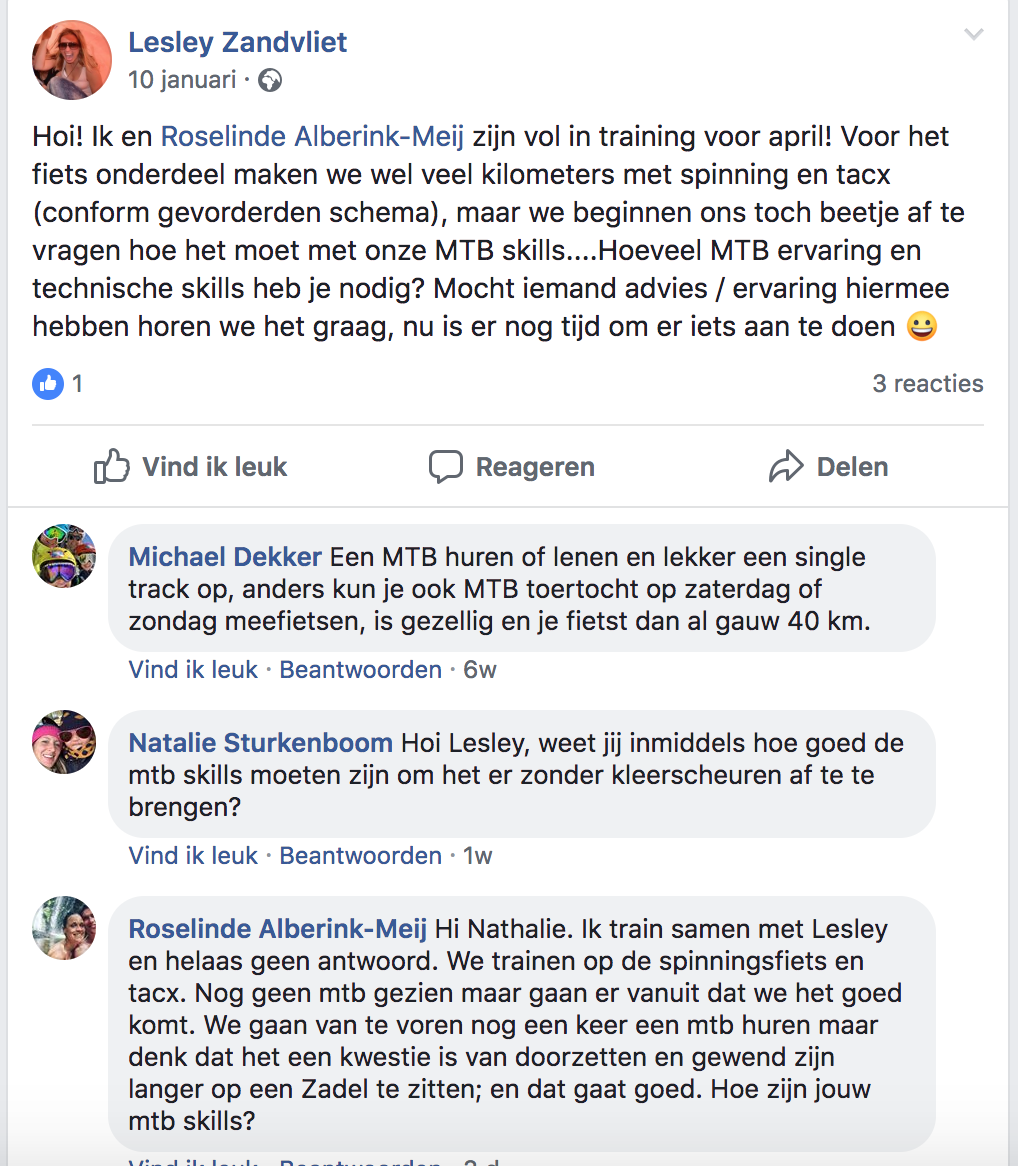 Lesley Zandvliet
10 januari ·
Hoi! Ik en Roselinde Alberink-Meij zijn vol in training voor april! Voor het
fiets onderdeel maken we wel veel kilometers met spinning en tacx
(conform gevorderden schema), maar we beginnen ons toch beetje af te
vragen hoe het moet met onze MTB skills....Hoeveel MTB ervaring en
technische skills heb je nodig? Mocht iemand advies / ervaring hiermee
hebben horen we het graag, nu is er nog tijd om er iets aan te doen 😀
1
3 reacties
Vind ik leuk
Reageren
Delen
Michael Dekker Een MTB huren of lenen en lekker een single
track op, anders kun je ook MTB toertocht op zaterdag of
zondag meefietsen, is gezellig en je fietst dan al gauw 40 km.
Vind ik leuk · Beantwoorden · 6w
Natalie Sturkenboom Hoi Lesley, weet jij inmiddels hoe goed de
mtb skills moeten zijn om het er zonder kleerscheuren af te te
brengen?
Vind ik leuk · Beantwoorden · 1w
Roselinde Alberink-Meij Hi Nathalie. Ik train samen met Lesley
en helaas geen antwoord. We trainen op de spinningsfiets en
tacx. Nog geen mtb gezien maar gaan er vanuit dat we het goed
komt. We gaan van te voren nog een keer een mtb huren maar
denk dat het een kwestie is van doorzetten en gewend zijn
langer op een Zadel te zitten; en dat gaat goed. Hoe zijn jouw
mtb skills?
Vind ik leuk · Beantwoorden ·